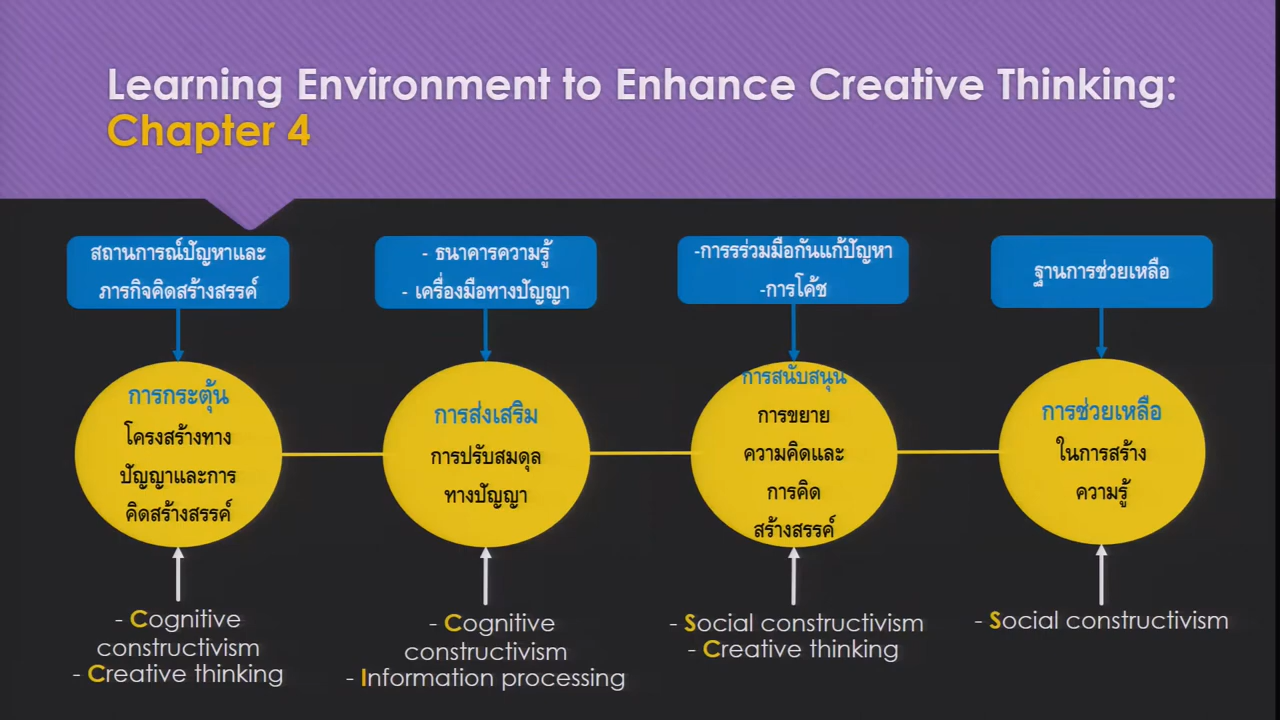 Learning Environment to Enhance Creative Thinking:
Chapter 4
สถานการณ์ปัญหาและ
ภารกิจคิดสร้างสรรค์
- ธนาคารความรู้
- เครื่องมือทางปัญญา
-การรร่วมมือกันแก้ปัญหา
-การโค้ช
ฐานการช่วยเหลือ
การกระตุ้น
โครงสร้างทาง
ปัญญาและการ
คิดสร้างสรรค์
การส่งเสริม
การปรับสมดุล
ทางปัญญา
การสนับสนุน
การขยาย
ความคิดและ
การคิด
สร้างสรรค์
การช่วยเหลือ
ในการสร้าง
ความรู้
- Cognitive
constructivism
- Creative thinking
- Cognitive
constructivism
- Information processing
- Social constructivism
- Creative thinking
- Social constructivism